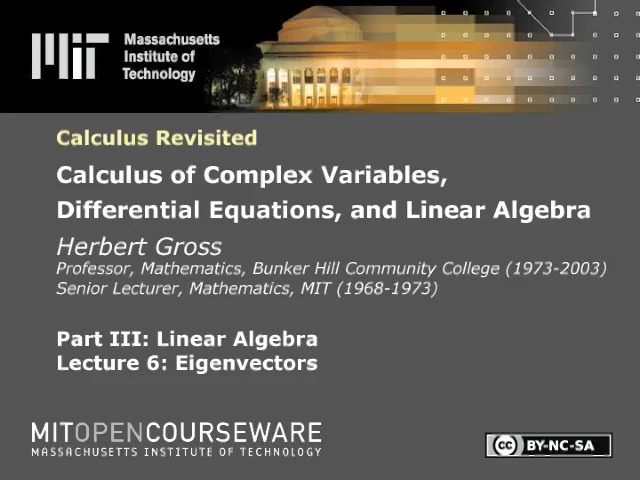 MIT
Massachusetts
Institute of
Technology
Calculus Revisited
Calculus of Complex Variables,
Differential Equations, and Linear Algebra
Herbert Gross
Professor, Mathematics, Bunker Hill Community College (1973-2003)
Senior Lecturer, Mathematics, MIT (1968-1973)
Part III: Linear Algebra
Lecture 6: Eigenvectors
MITOPENCOURSEWARE
MASSACHUSETTS INSTITUTE OF TECHNOLOGY
cc BY-NC-SA